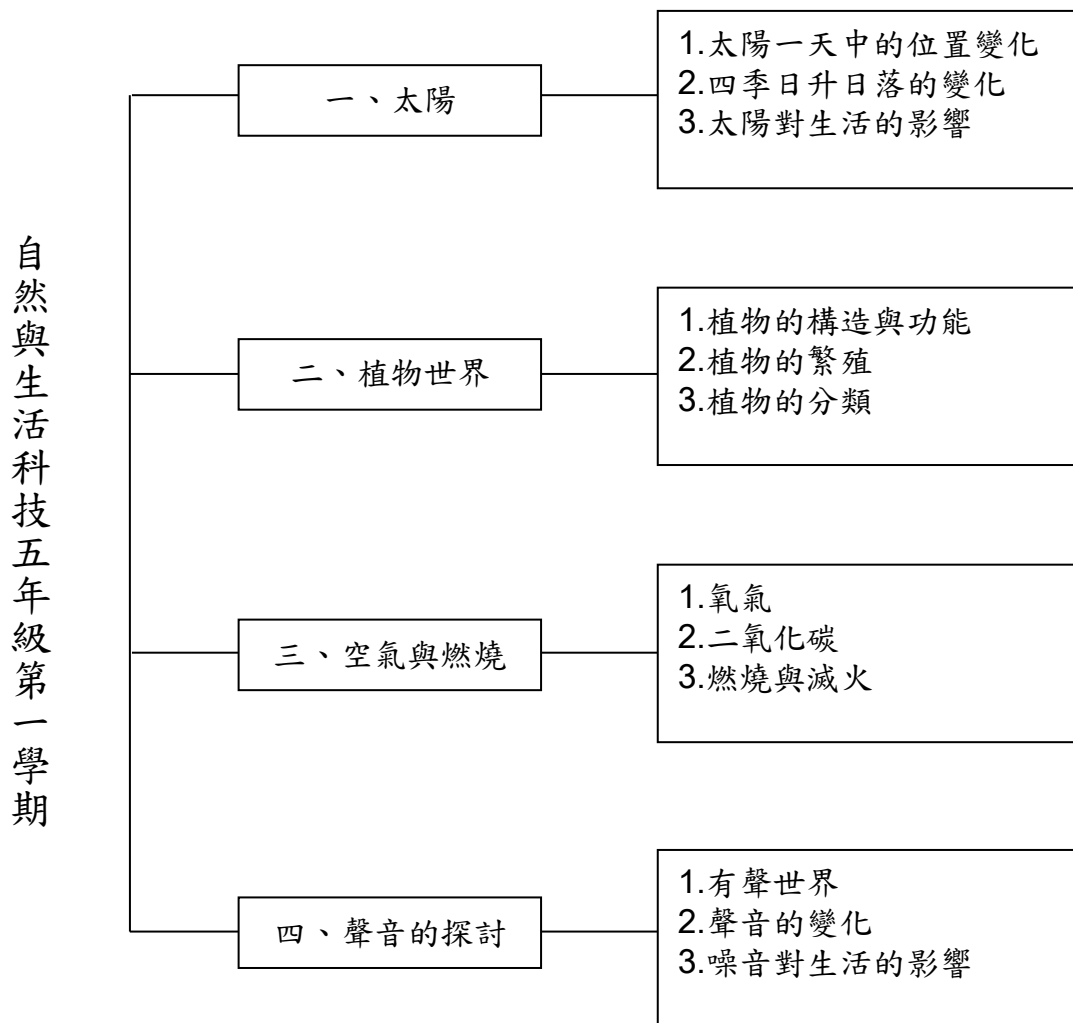 自然與生活科技五年級第一學期
一、太陽
1.太陽一天中的位置變化
2.四季日升日落的變化
3.太陽對生活的影響
二、植物世界
1.植物的構造與功能
2.植物的繁殖
3.植物的分類
三、空氣與燃燒
1.氧氣
2.二氧化碳
3.燃燒與滅火
四、聲音的探討
1.有聲世界
2.聲音的變化
3.噪音對生活的影響